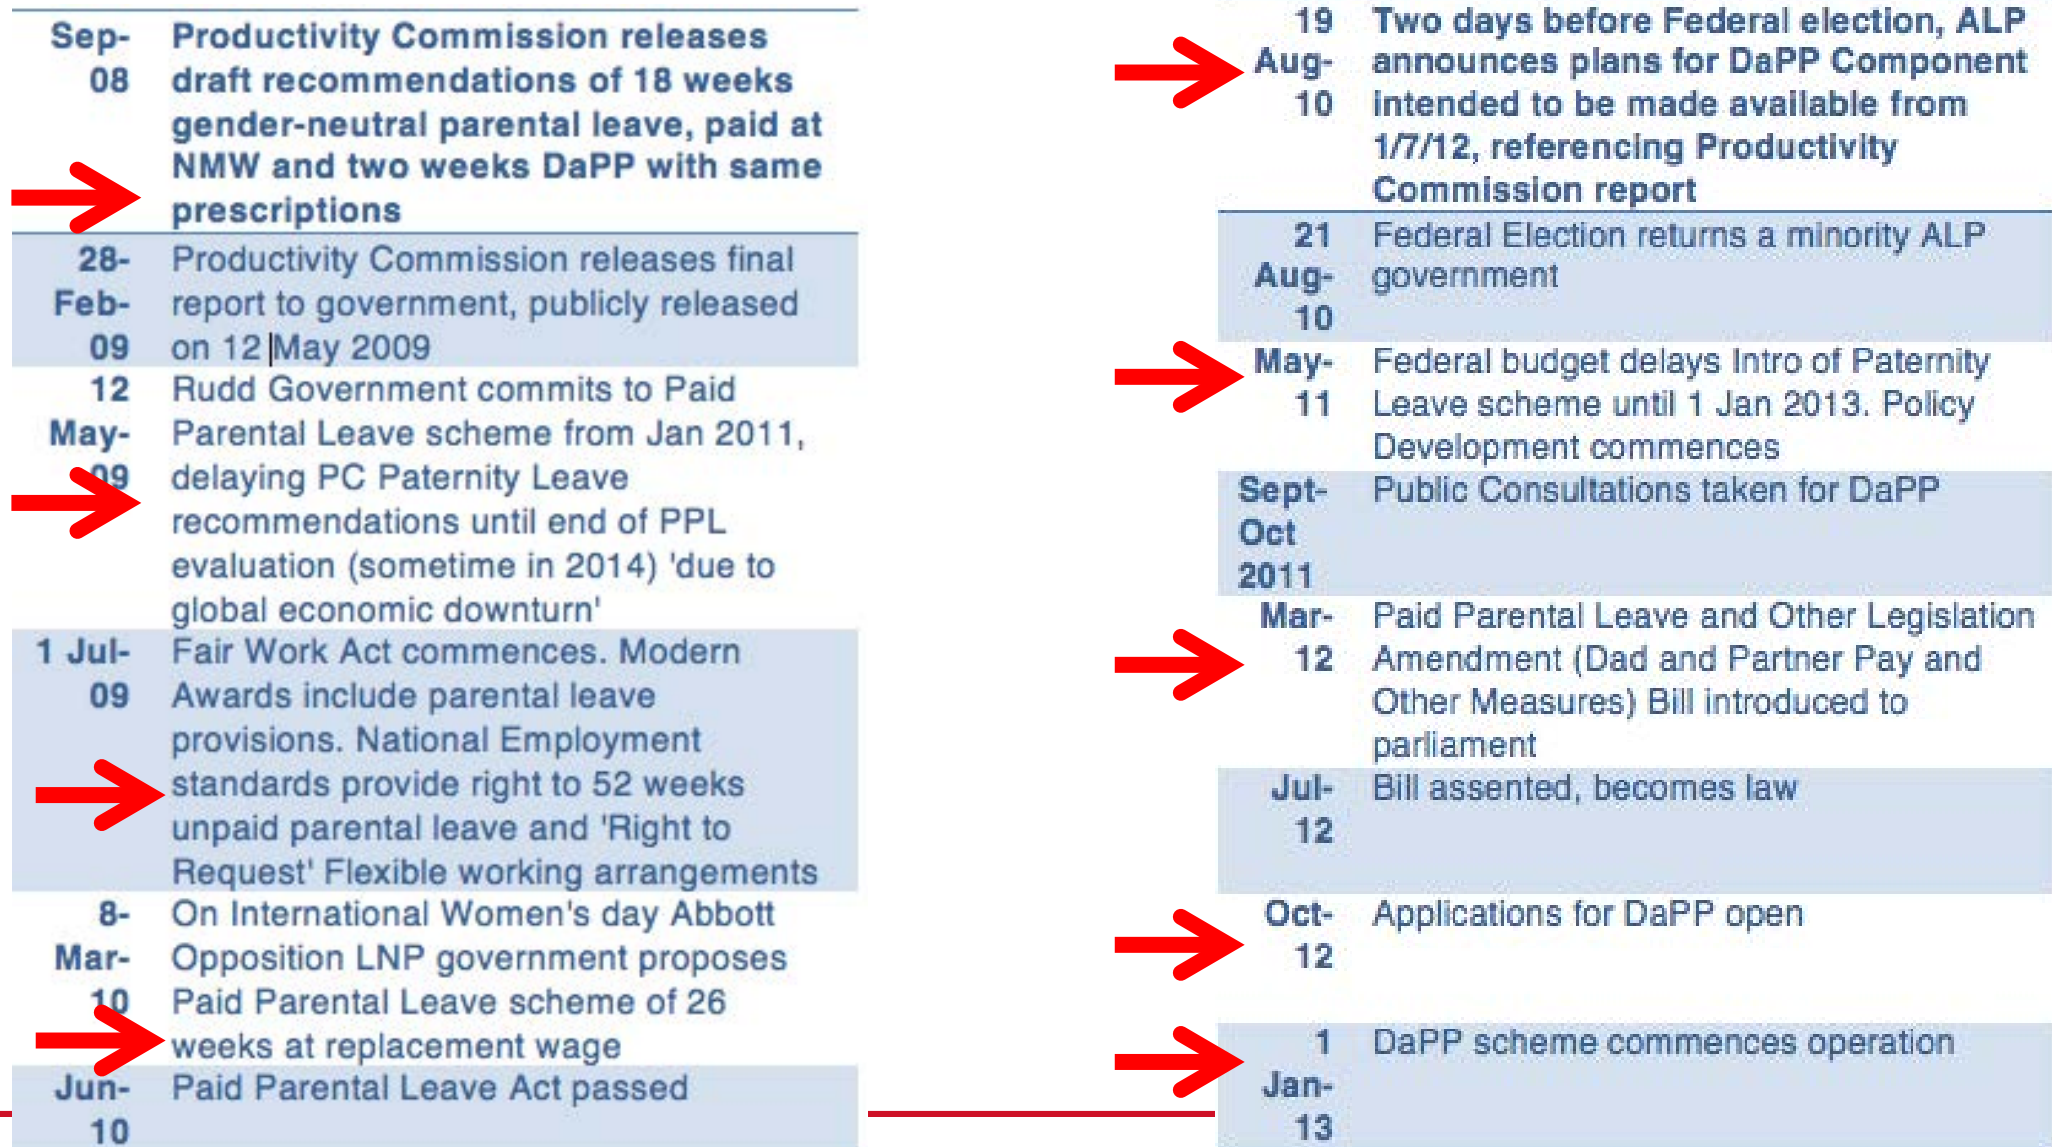 Sep- Productivity Commission releases
08 draft recommendations of 18 weeks
gender-neutral parental leave, paid at
NMW and two weeks DaPP with same
prescriptions
28- Productivity Commission releases final
Feb- report to government, publicly released
09 on 12 May 2009
12 Rudd Government commits to Paid
May- Parental Leave scheme from Jan 2011,
09 delaying PC Paternity Leave
recommendations until end of PPL
evaluation (sometime in 2014) 'due to
global economic downturn'
1 Jul- Fair Work Act commences. Modern
09 Awards include parental leave
provisions. National Employment
standards provide right to 52 weeks
unpaid parental leave and 'Right to
Request' Flexible working arrangements
8- On International Women's day Abbott
Mar- Opposition LNP government proposes
10 Paid Parental Leave scheme of 26
weeks at replacement wage
Jun- Paid Parental Leave Act passed
10
19 Two days before Federal election, ALP
Aug- announces plans for DaPP Component
10 intended to be made available from
1/7/12, referencing Productivity
Commission report
21 Federal Election returns a minority ALP
Aug- government
10
May- Federal budget delays Intro of Paternity
11 Leave scheme until 1 Jan 2013. Policy
Development commences
Sept- Public Consultations taken for DaPP
Oct
2011
Mar- Paid Parental Leave and Other Legislation
12 Amendment (Dad and Partner Pay and
Other Measures) Bill introduced to
parliament
Jul- Bill assented, becomes law
12
Oct- Applications for DaPP open
12
1 DaPP scheme commences operation
Jan-
13